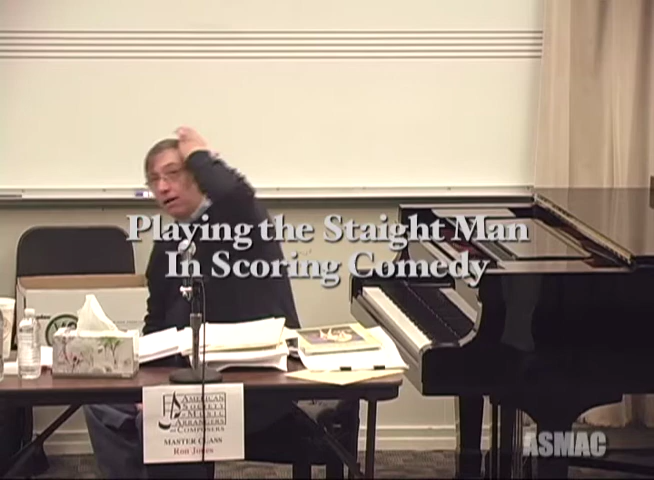 Playing the Staight Man
In Scoring Comedy
AMERICAN
SOCIETY
OF MUSIC
ARRANGERS
AND COMPOSERS
MASTER CLASS
Ron Jones
ASMAC